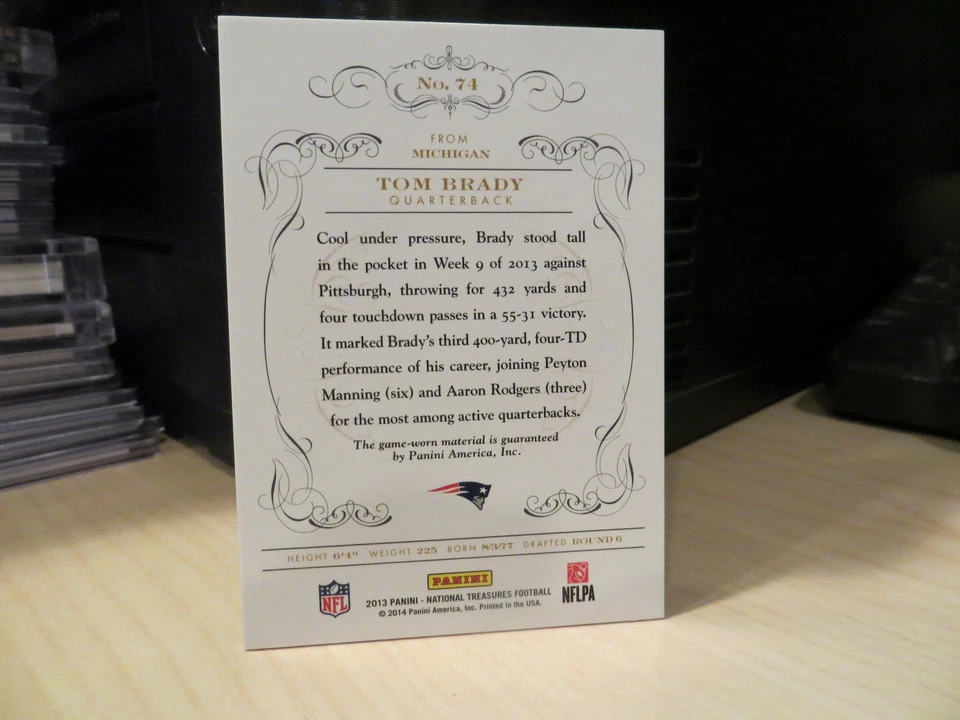 No. 74
FROM
MICHIGAN
TOM BRADY
QUARTERBACK
Cool under pressure, Brady stood tall
in the pocket in Week 9 of 2013 against
Pittsburgh, throwing for 432 yards and
four touchdown passes in a 55-31 victory.
It marked Brady's third 400-yard, four-TD
performance of his career, joining Peyton
Manning (six) and Aaron Rodgers (three)
for the most among active quarterbacks.
The game-worn material is guaranteed
by Panini America, Inc.
HEIGHT 6'4" WEIGHT 225 BORN 8/3/77 DRAFTED ROUND 6
NFL
PANINI
2013 PANINI - NATIONAL TREASURES FOOTBALL
© 2014 Panini America, Inc. Printed in the USA.
NFLPA